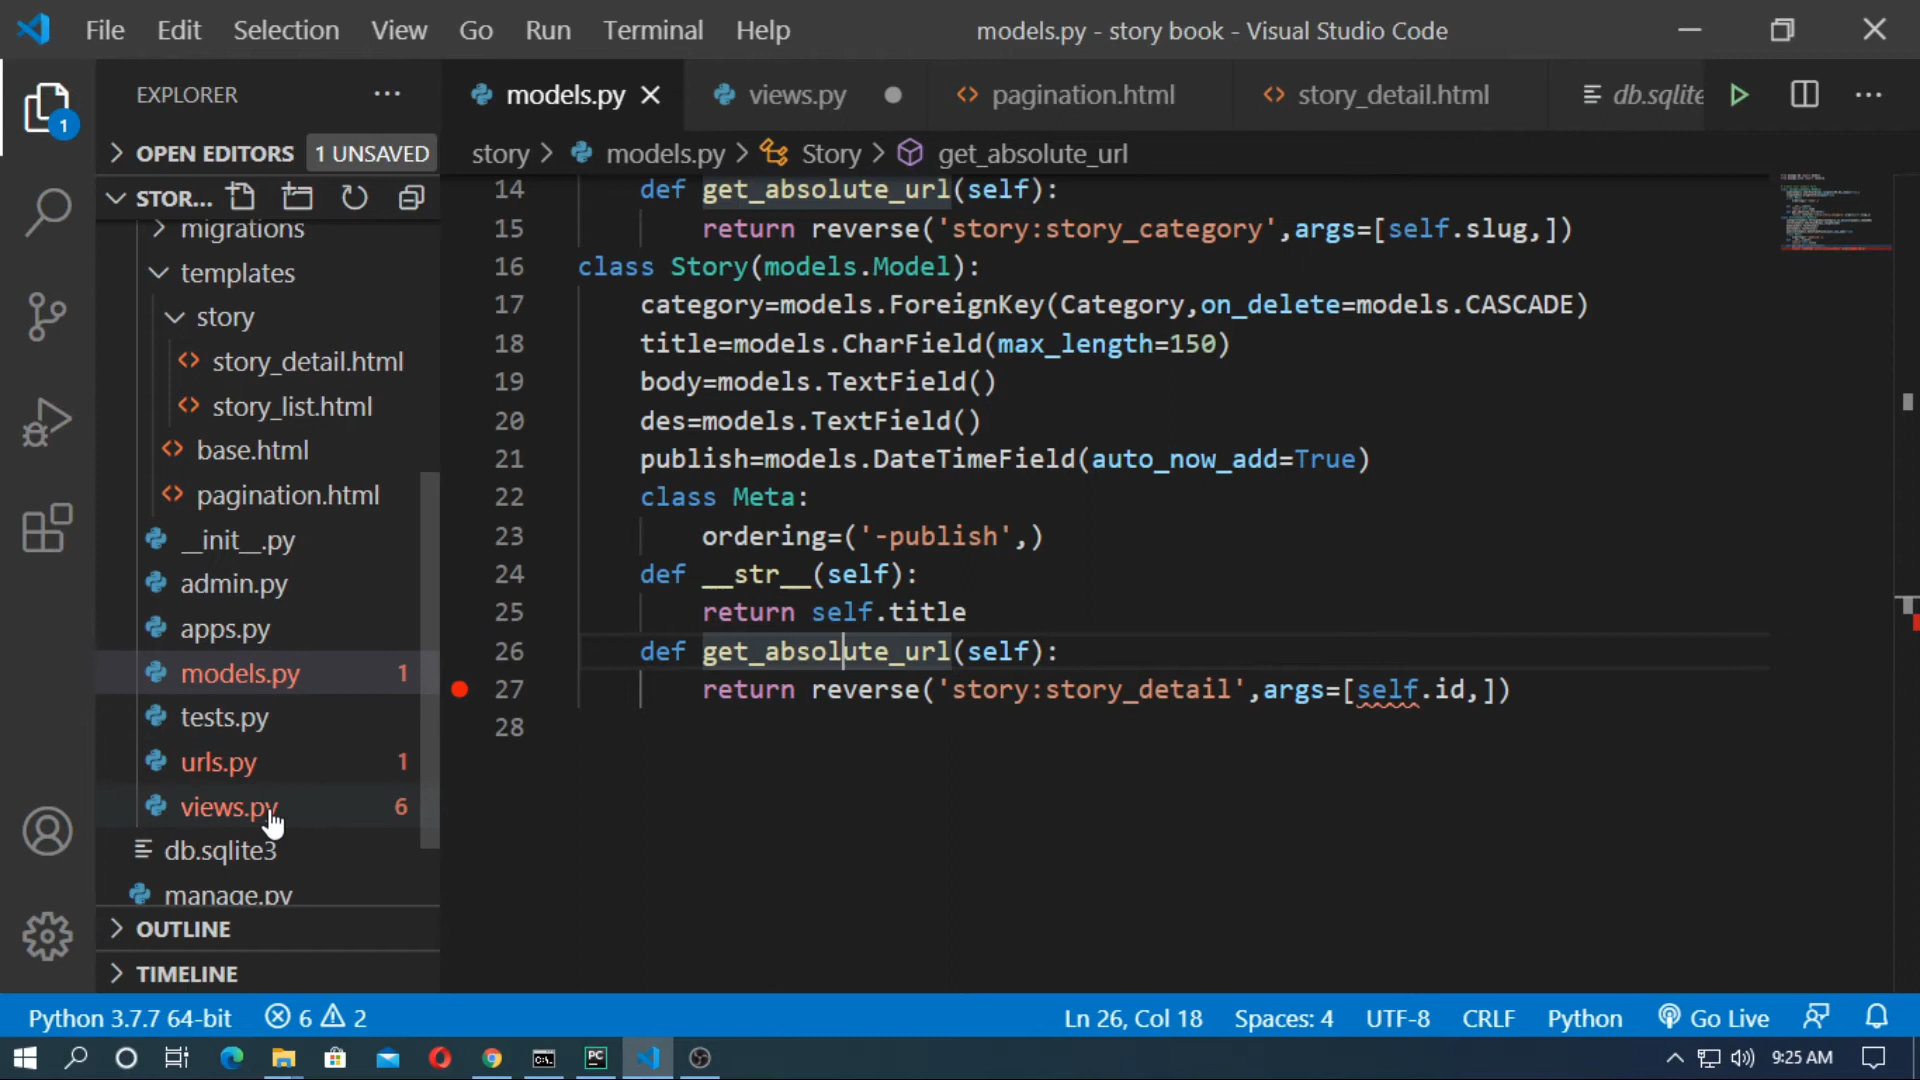 File Edit Selection View Go Run Terminal Help models.py - story book - Visual Studio Code
EXPLORER
models.py
views.py
pagination.html
story_detail.html
db.sqlite
OPEN EDITORS 1 UNSAVED
story > models.py > Story > get_absolute_url
1
STOR...
migrations
templates
story
story_detail.html
story_list.html
base.html
pagination.html
__init__.py
admin.py
apps.py
models.py 1
tests.py
urls.py 1
views.py 6
db.sqlite3
manage.py
OUTLINE
TIMELINE
14 def get_absolute_url(self):
15 return reverse('story:story_category',args=[self.slug,])
16 class Story(models.Model):
17 category=models.ForeignKey(Category,on_delete=models.CASCADE)
18 title=models.CharField(max_length=150)
19 body=models.TextField()
20 des=models.TextField()
21 publish=models.DateTimeField(auto_now_add=True)
22 class Meta:
23 ordering=('-publish',)
24 def __str__(self):
25 return self.title
26 def get_absolute_url(self):
27 return reverse('story:story_detail',args=[self.id,])
28
Python 3.7.7 64-bit 6 2 Ln 26, Col 18 Spaces: 4 UTF-8 CRLF Python Go Live
9:25 AM